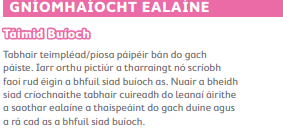 GNÍOMHAÍOCHT EALAÍNE
Táimid Buíoch
Tabhair teimpléad/píosa páipéir bán do gach
páiste. Iarr orthu pictiúr a tharraingt nó scríobh
faoi rud éigin a bhfuil siad buíoch as. Nuair a bheidh
siad críochnaithe tabhair cuireadh do leanaí áirithe
a saothar ealaíne a thaispeáint do gach duine agus
a rá cad as a bhfuil siad buíoch.